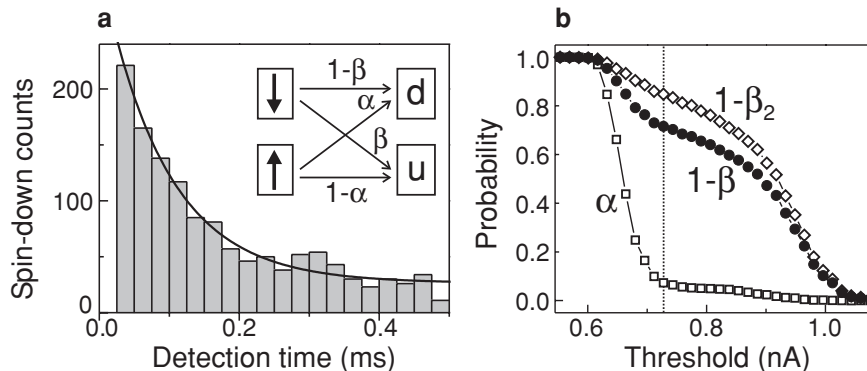 a
Spin-down counts
200
100
0
0.0
0.2
0.4
Detection time (ms)
1-β
α
d
β
u
1-α
b
Probability
1.0
0.8
0.6
0.4
0.2
0.0
0.6
0.8
1.0
Threshold (nA)
1-β₂
1-β
α